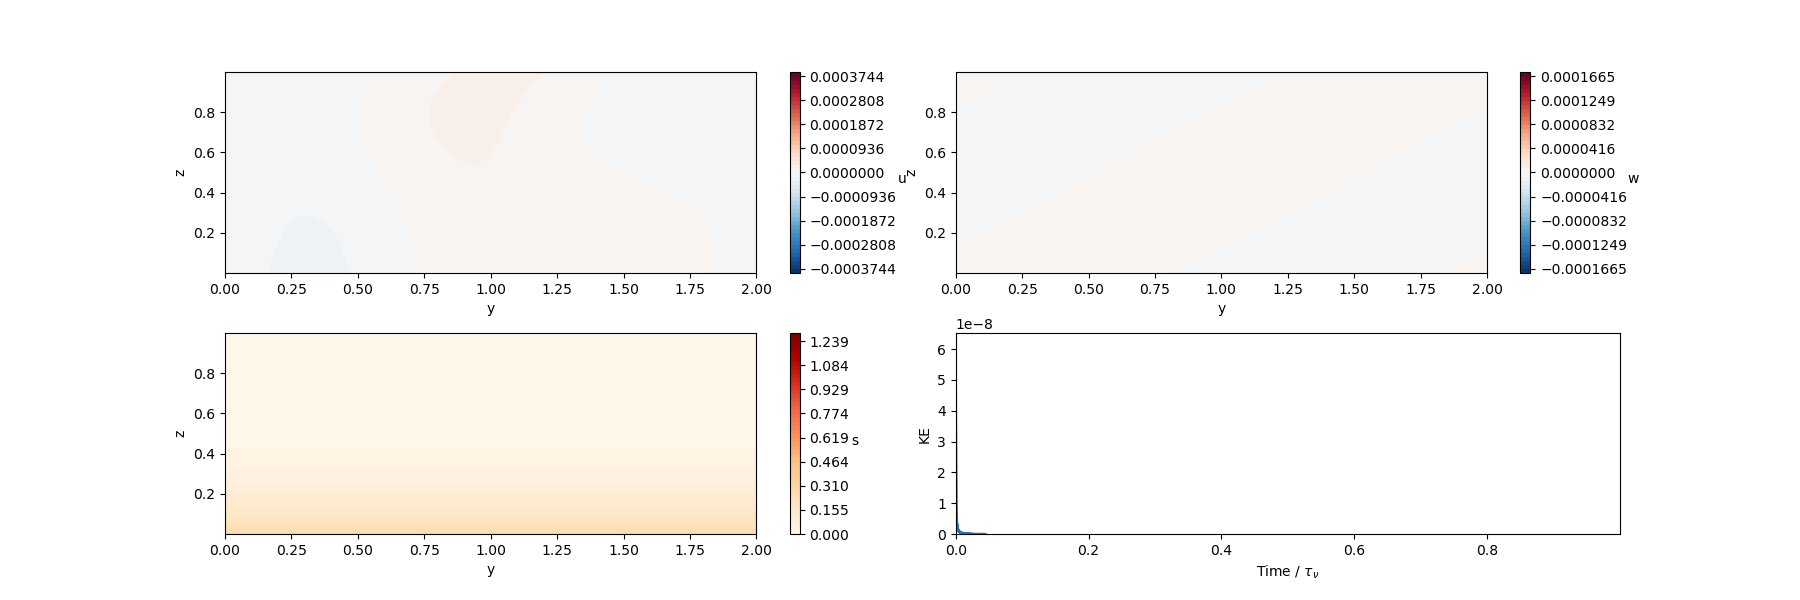 z
0.8
0.6
0.4
0.2
0.00 0.25 0.50 0.75 1.00 1.25 1.50 1.75 2.00
y
0.0003744
0.0002808
0.0001872
0.0000936
0.0000000
−0.0000936
−0.0001872
−0.0002808
−0.0003744
u
z
0.8
0.6
0.4
0.2
0.00 0.25 0.50 0.75 1.00 1.25 1.50 1.75 2.00
y
0.0001665
0.0001249
0.0000832
0.0000416
0.0000000
−0.0000416
−0.0000832
−0.0001249
−0.0001665
w
z
0.8
0.6
0.4
0.2
0.00 0.25 0.50 0.75 1.00 1.25 1.50 1.75 2.00
y
1.239
1.084
0.929
0.774
0.619
0.464
0.310
0.155
0.000
s
1e−8
KE
6
5
4
3
2
1
0
0.0 0.2 0.4 0.6 0.8
Time / τν